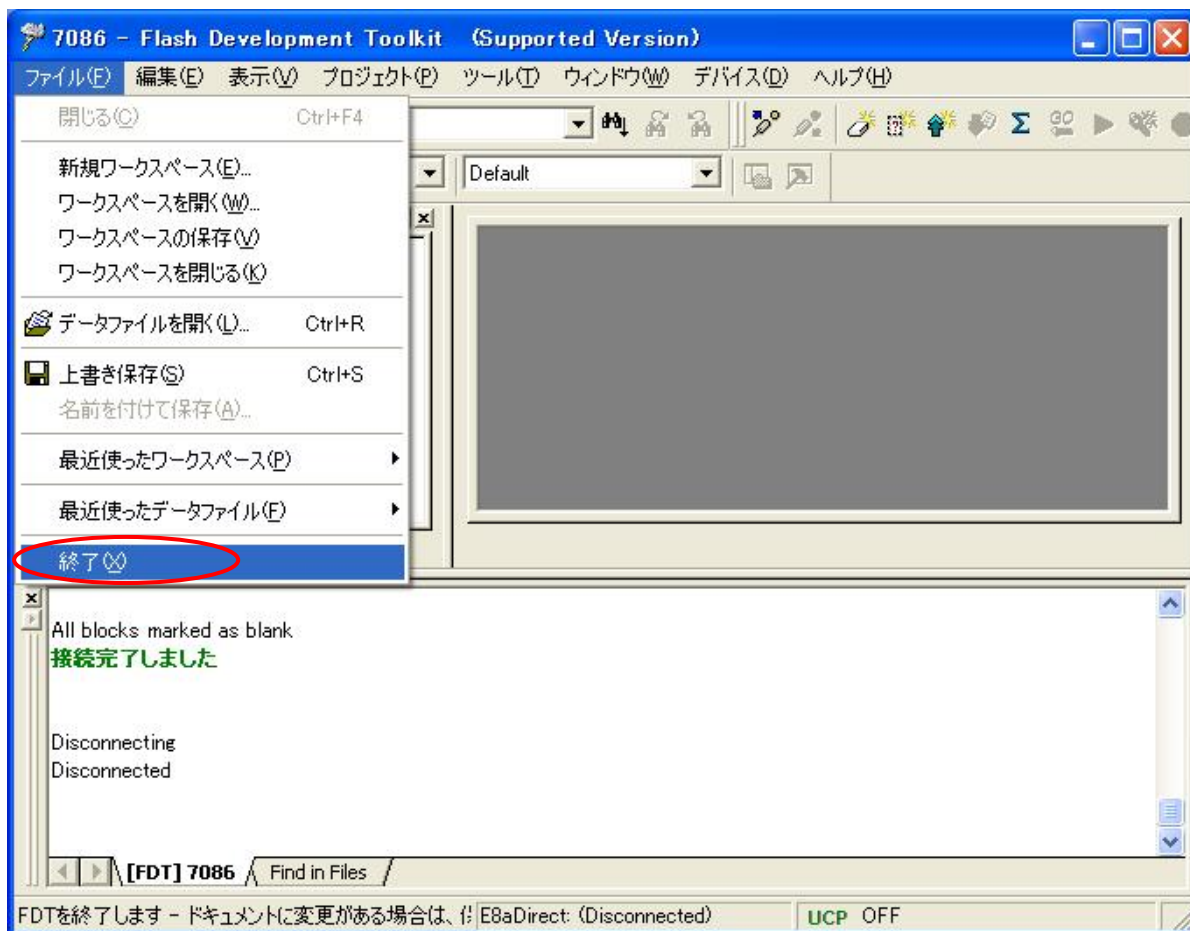 7086 - Flash Development Toolkit (Supported Version)
ファイル(F) 編集(E) 表示(V) プロジェクト(P) ツール(T) ウィンドウ(W) デバイス(D) ヘルプ(H)
閉じる(C) Ctrl+F4
新規ワークスペース(E)...
Default
ワークスペースを開く(W)...
ワークスペースの保存(V)
ワークスペースを閉じる(K)
データファイルを開く(L)... Ctrl+R
上書き保存(S) Ctrl+S
名前を付けて保存(A)...
最近使ったワークスペース(P)
最近使ったデータファイル(F)
終了(X)
All blocks marked as blank
接続完了しました
Disconnecting
Disconnected
[FDT] 7086 Find in Files
FDTを終了します - ドキュメントに変更がある場合は、 E8aDirect: (Disconnected) UCP OFF